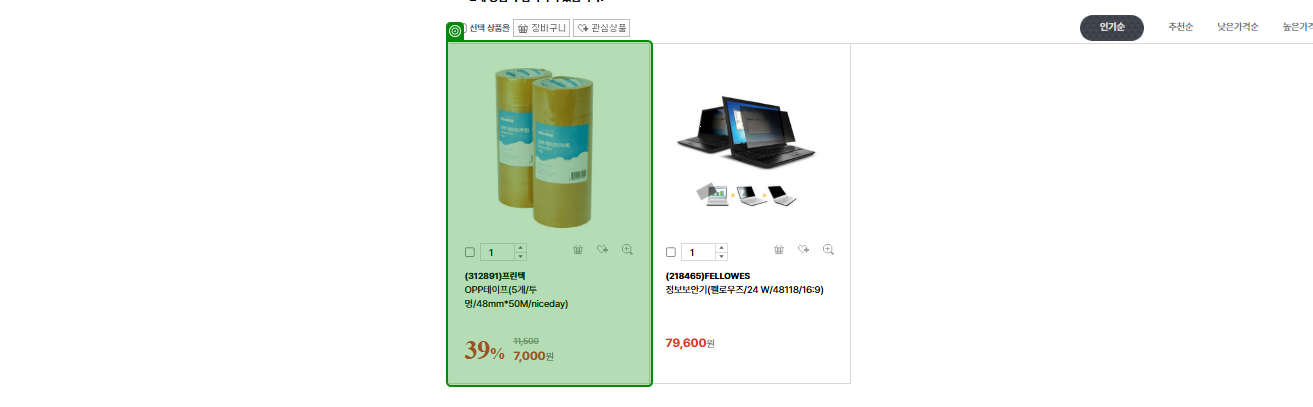 선택 상품을 장바구니 관심상품
인기순 추천순 낮은가격순 높은가격
1
(312891)프린텍
OPP테이프(5개/투
명/48mm*50M/niceday)
39% 11,500
7,000원
1
(218465)FELLOWES
정보보안기(펠로우즈/24 W/48118/16:9)
79,600원